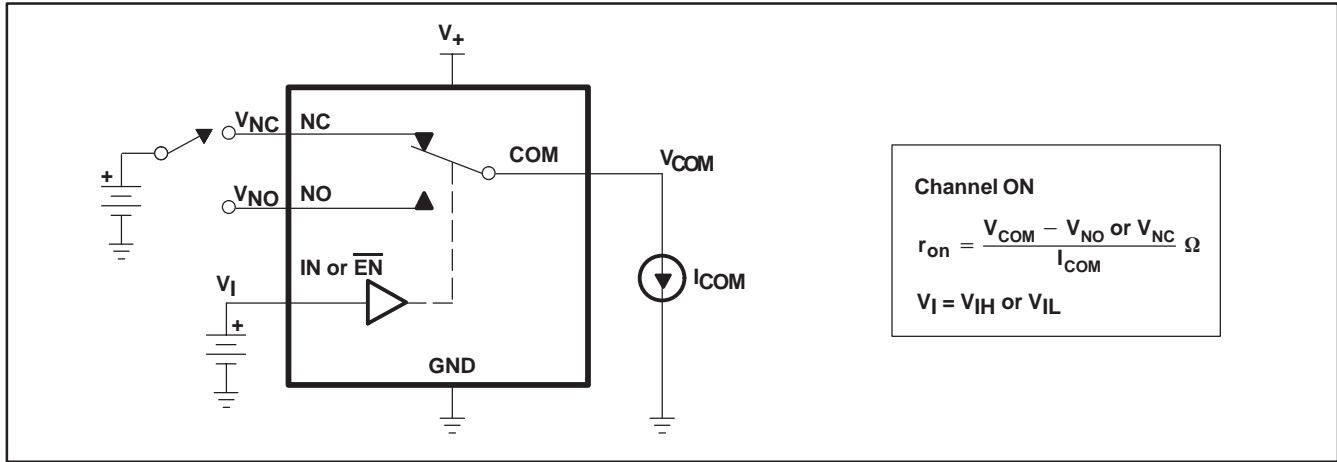 V+
VNC NC
COM
VCOM
VNO NO
IN or E̅N̅
VI
ICOM
GND
+
+
Channel ON
ron = VCOM − VNO or VNC / ICOM Ω
VI = VIH or VIL